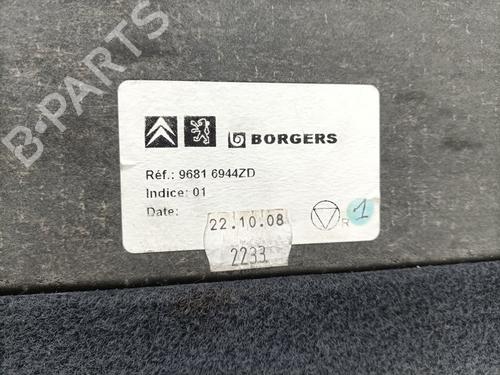 BORGERS
Réf.: 9681 6944ZD
Indice: 01
Date:
22.10.08
2233
R
1
B-PARTS